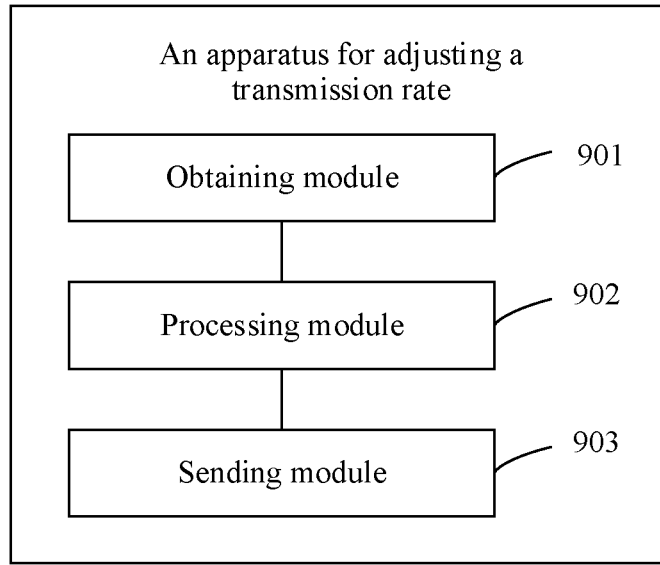 An apparatus for adjusting a
transmission rate
Obtaining module
901
Processing module
902
Sending module
903